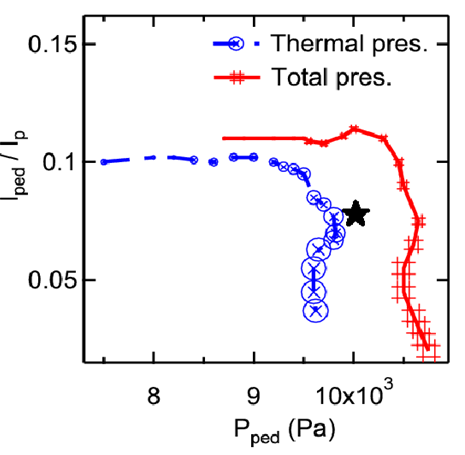 0.15
Thermal pres.
Total pres.
I_ped / I_p
0.1
0.05
8
9
10x10³
P_ped (Pa)